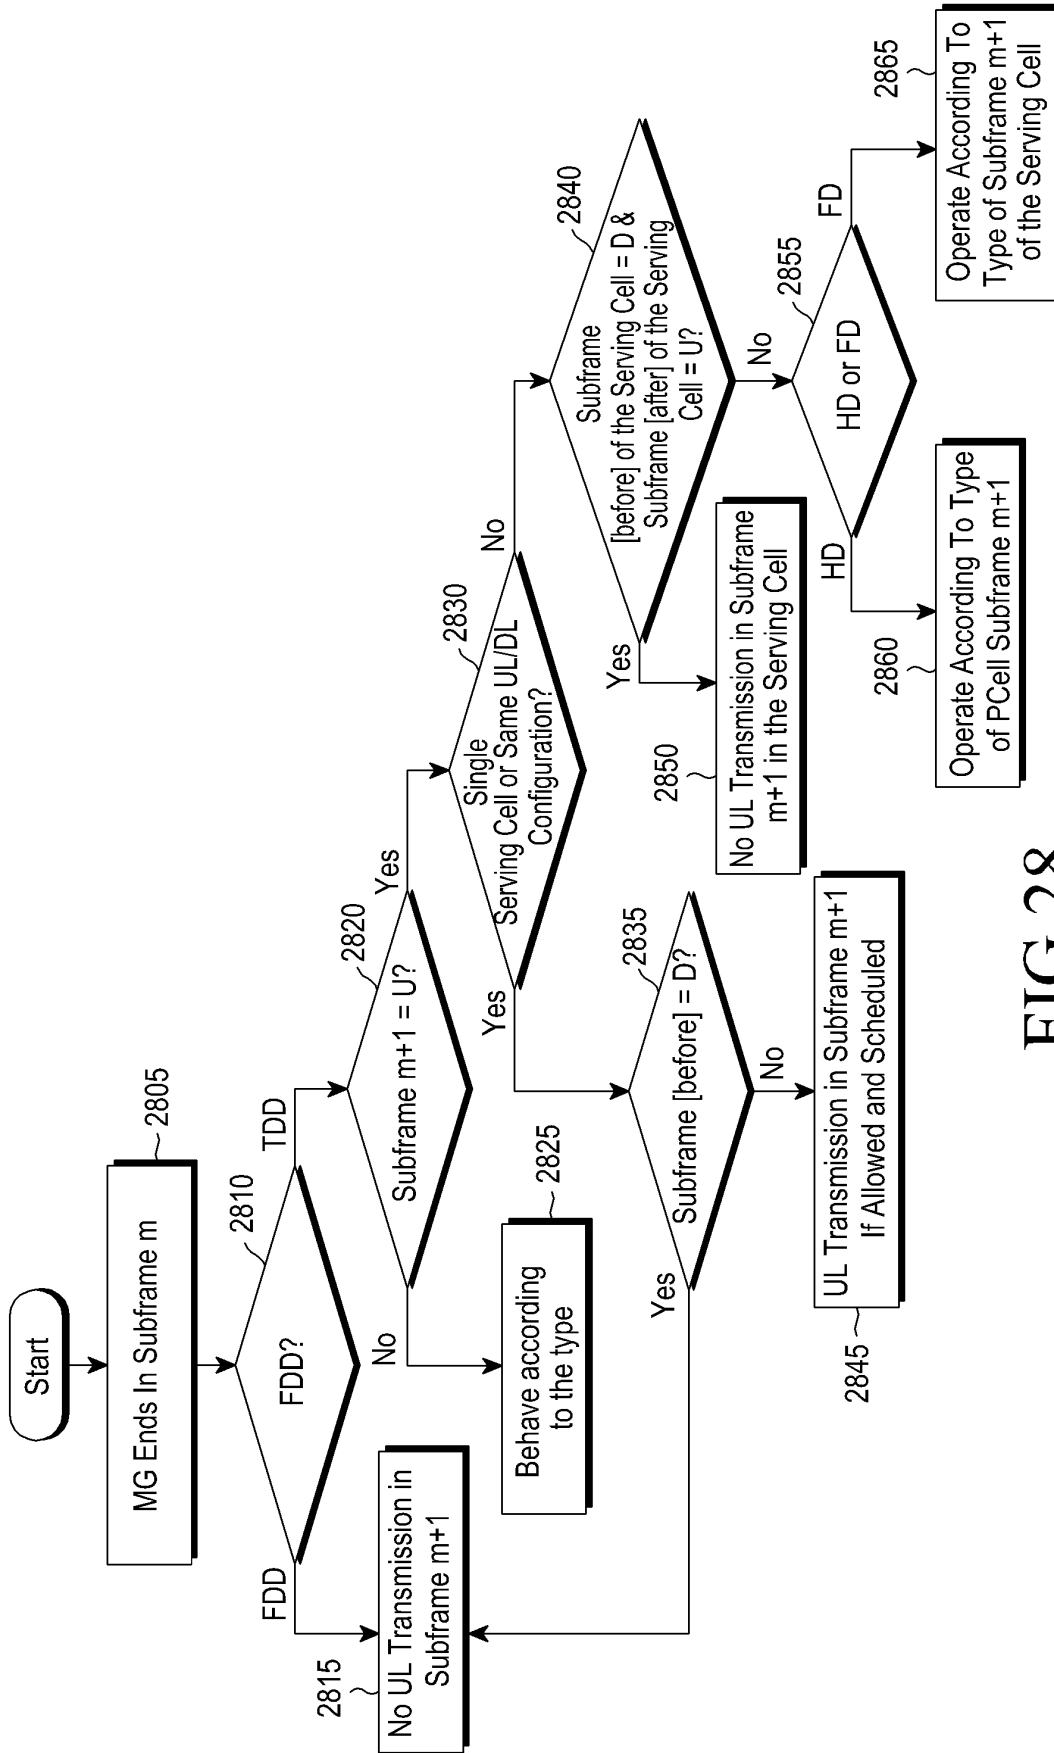 Start
MG Ends In Subframe m
2805
FDD?
2810
FDD
TDD
No UL Transmission in
Subframe m+1
2815
Subframe m+1 = U?
2820
No
Yes
Behave according
to the type
2825
Single
Serving Cell or Same UL/DL
Configuration?
2830
Yes
No
Subframe [before] = D?
2835
Yes
No
Subframe
[before] of the Serving Cell = D &
Subframe [after] of the Serving
Cell = U?
2840
Yes
No
UL Transmission in Subframe m+1
If Allowed and Scheduled
2845
No UL Transmission in Subframe
m+1 in the Serving Cell
2850
HD or FD
2855
HD
FD
Operate According To Type
of PCell Subframe m+1
2860
Operate According To
Type of Subframe m+1
of the Serving Cell
2865
FIG.28